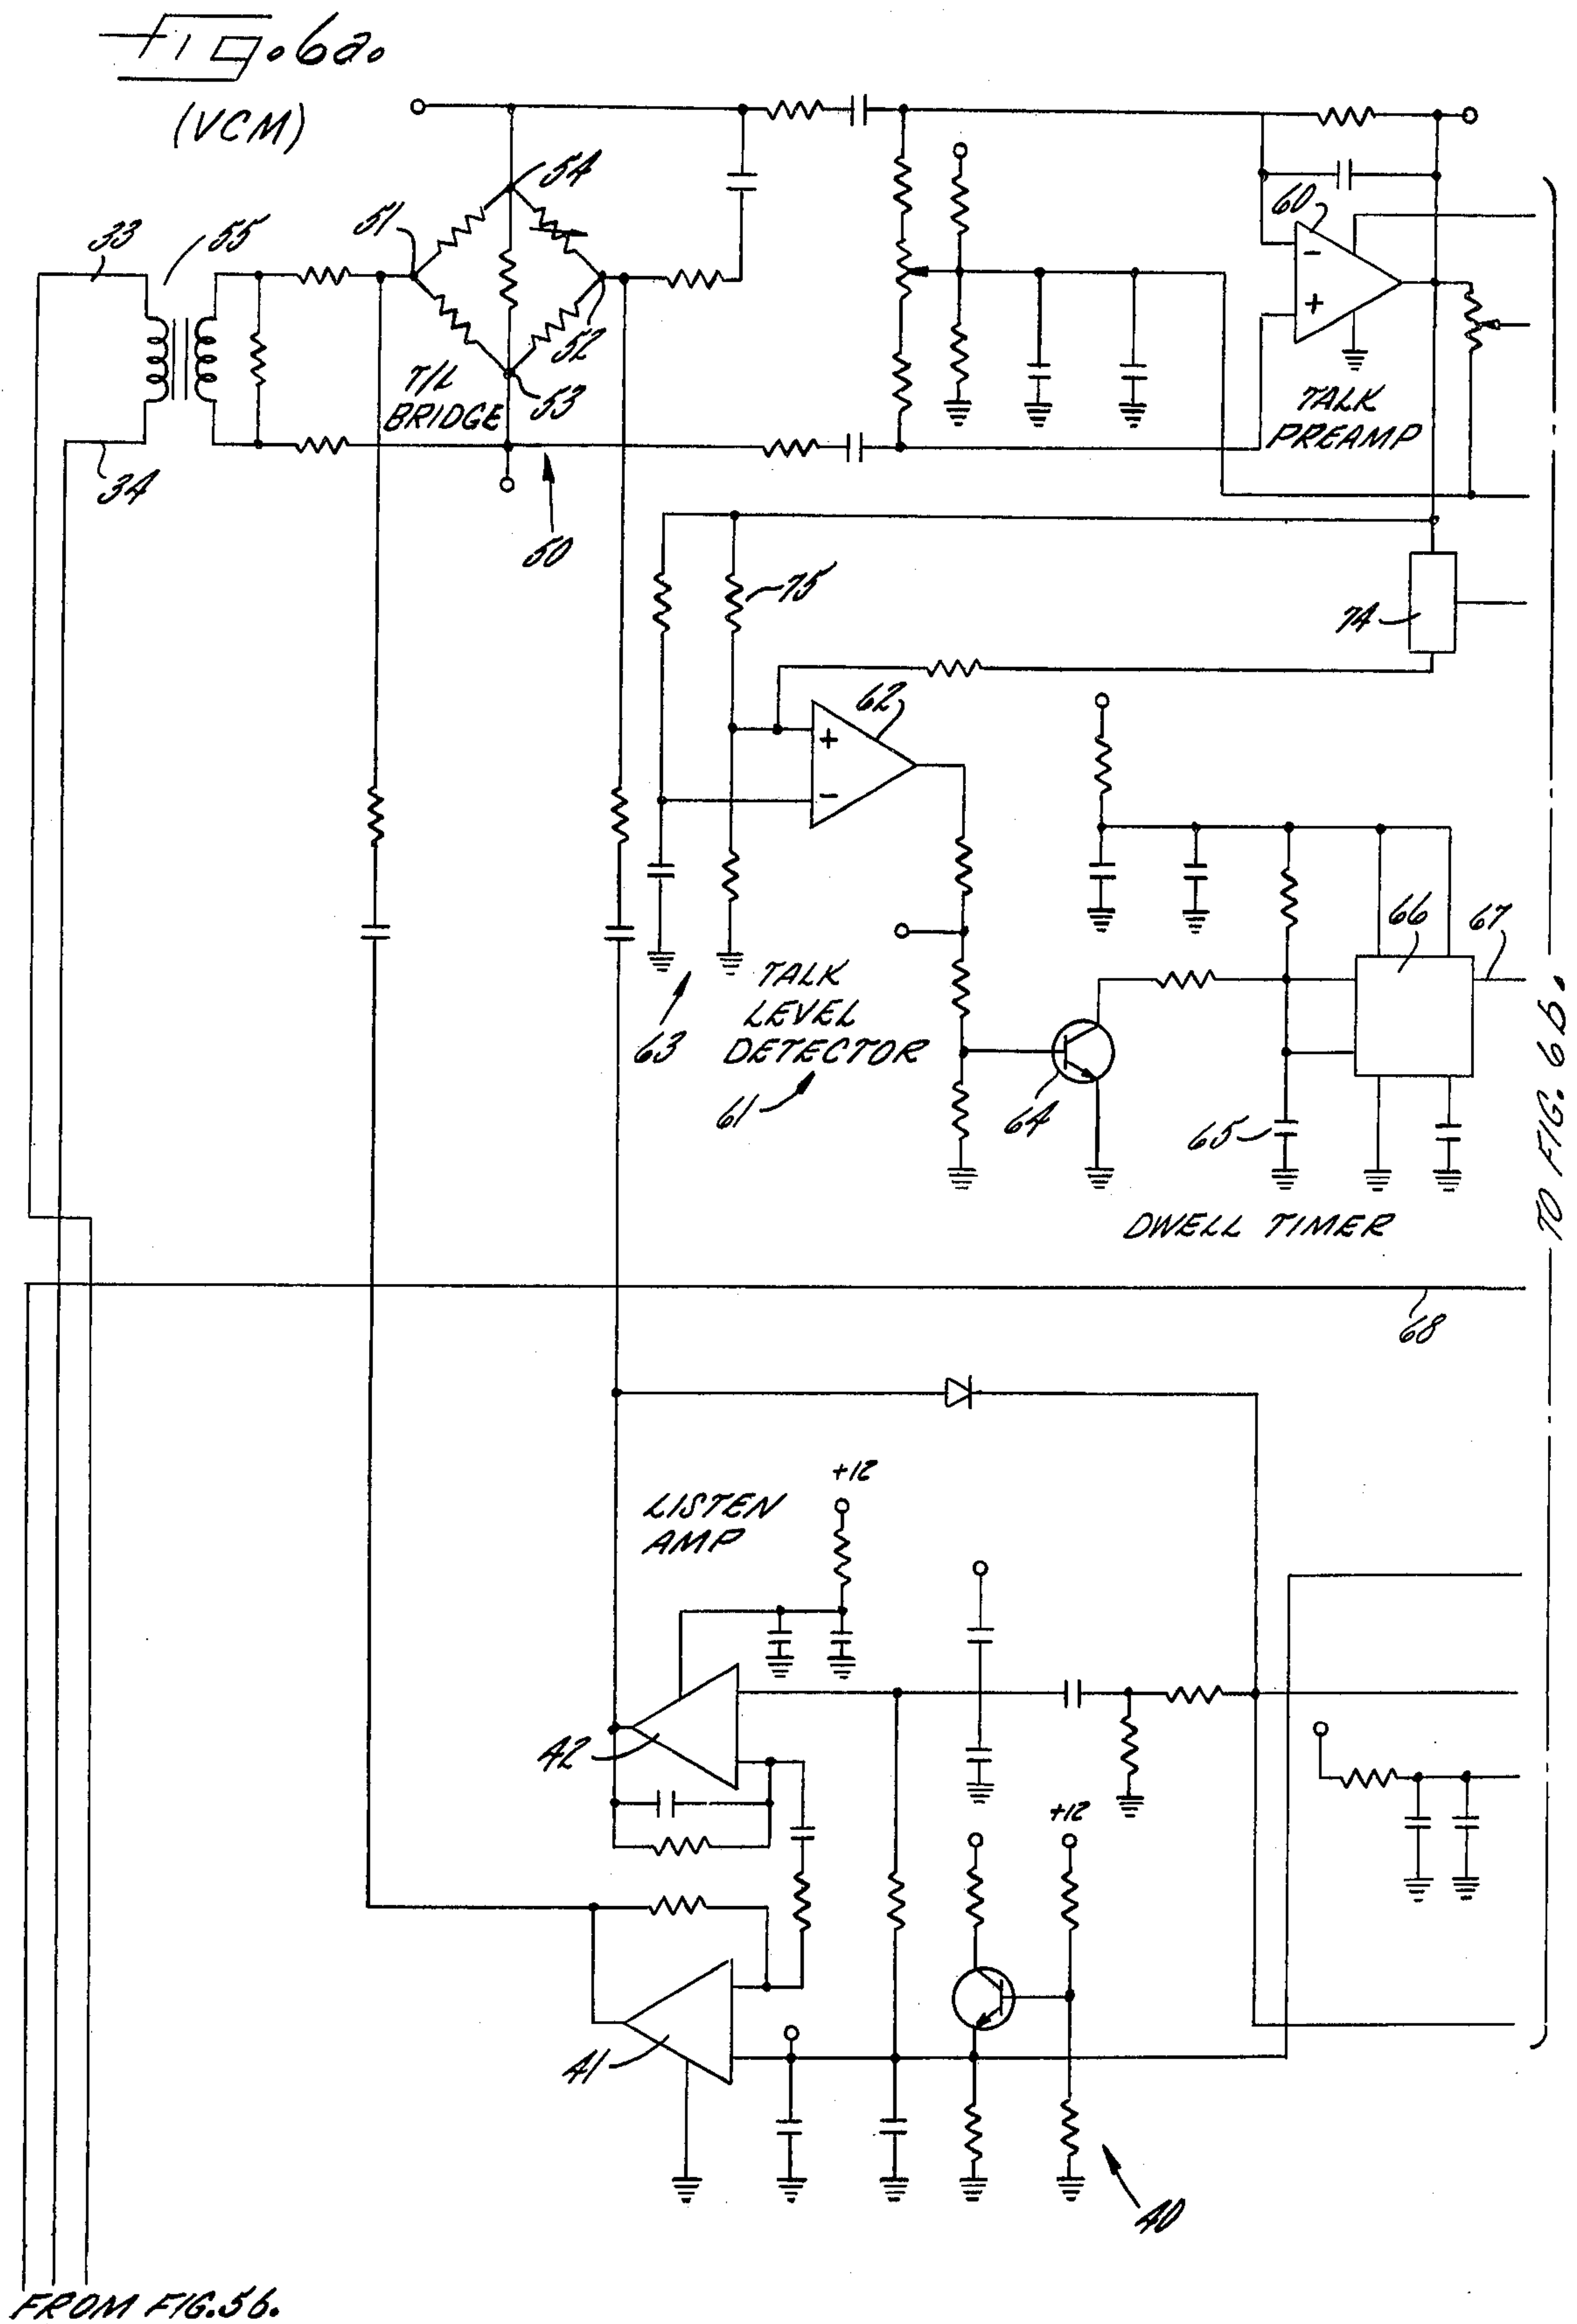 Fig. 6a.
(VCM)
54
51
33
55
60
-
+
52
T/L
BRIDGE
53
TALK
PREAMP
34
50
75
74
62
+
-
66
67
TALK
LEVEL
DETECTOR
63
61
64
65
DWELL TIMER
TO FIG. 6b.
68
+12
LISTEN
AMP
42
+12
41
40
FROM FIG. 5b.